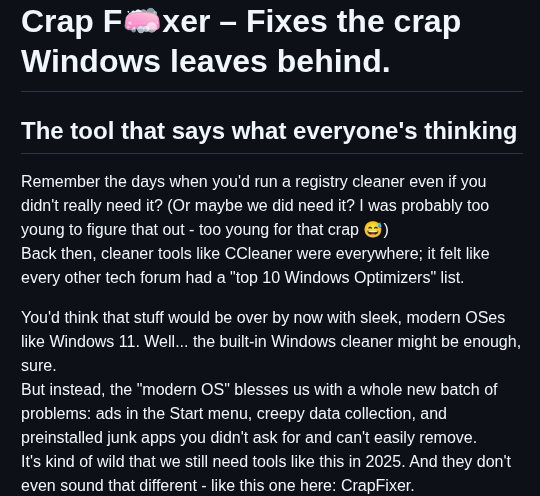 Crap F🧼xer – Fixes the crap
Windows leaves behind.
The tool that says what everyone's thinking
Remember the days when you'd run a registry cleaner even if you
didn't really need it? (Or maybe we did need it? I was probably too
young to figure that out - too young for that crap 😅)
Back then, cleaner tools like CCleaner were everywhere; it felt like
every other tech forum had a "top 10 Windows Optimizers" list.
You'd think that stuff would be over by now with sleek, modern OSes
like Windows 11. Well... the built-in Windows cleaner might be enough,
sure.
But instead, the "modern OS" blesses us with a whole new batch of
problems: ads in the Start menu, creepy data collection, and
preinstalled junk apps you didn't ask for and can't easily remove.
It's kind of wild that we still need tools like this in 2025. And they don't
even sound that different - like this one here: CrapFixer.